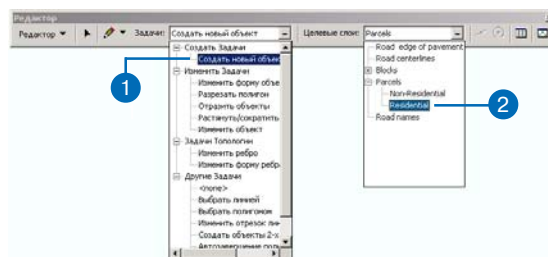 Редактор
Редактор Задачи: Создать новый объект Целевые слои: Parcels
Создать Задачи
Создать новый объек
Изменить Задачи
Изменить форму объе
Разрезать полигон
Отразить объекты
Растянуть/сократить
Изменить объект
Задачи Топологии
Изменить ребро
Изменить форму ребр
Другие Задачи
<none>
Выбрать линией
Выбрать полигоном
Изменить отрезок лин
Создать объекты 2-х
Автозавершение поль
1
Road edge of pavement
Road centerlines
Blocks
Parcels
Non-Residential
Residential
Road names
2